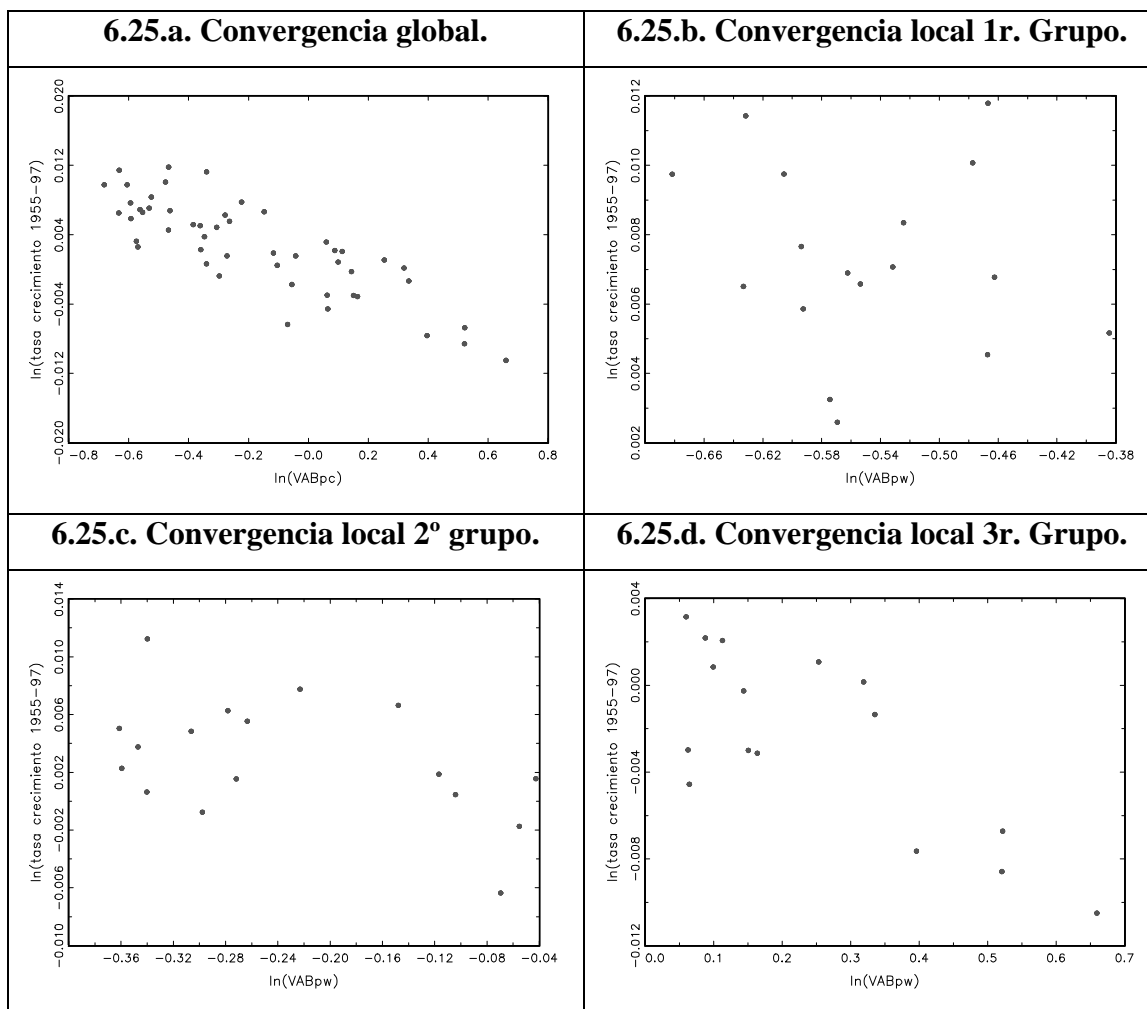 6.25.a. Convergencia global.
6.25.b. Convergencia local 1r. Grupo.
ln(tasa crecimiento 1955−97)
0.020
0.012
0.004
−0.004
−0.012
−0.020
−0.8 −0.6 −0.4 −0.2 −0.0 0.2 0.4 0.6 0.8
ln(VABpc)
ln(tasa crecimiento 1955−97)
0.012
0.010
0.008
0.006
0.004
0.002
−0.66 −0.62 −0.58 −0.54 −0.50 −0.46 −0.42 −0.38
ln(VABpw)
6.25.c. Convergencia local 2º grupo.
6.25.d. Convergencia local 3r. Grupo.
ln(tasa crecimiento 1955−97)
0.014
0.010
0.006
0.002
−0.002
−0.006
−0.010
−0.36 −0.32 −0.28 −0.24 −0.20 −0.16 −0.12 −0.08 −0.04
ln(VABpw)
ln(tasa crecimiento 1955−97)
0.004
0.000
−0.004
−0.008
−0.012
0.0 0.1 0.2 0.3 0.4 0.5 0.6 0.7
ln(VABpw)